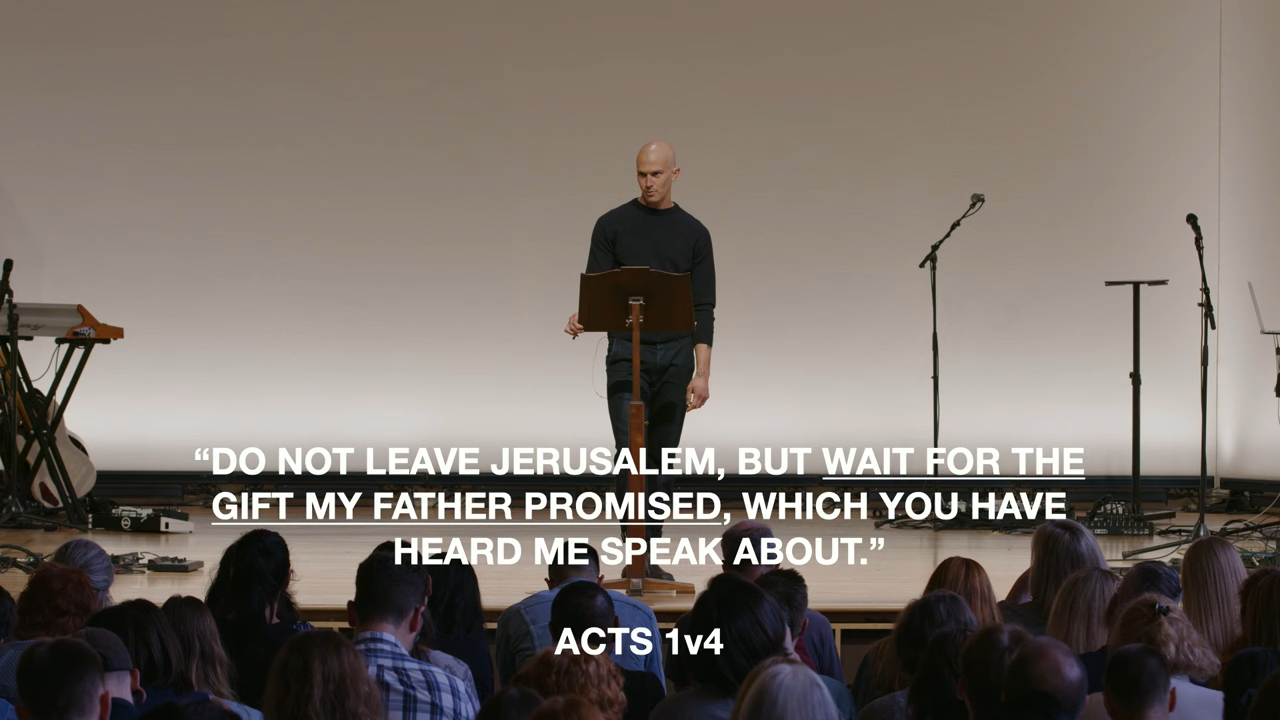 “DO NOT LEAVE JERUSALEM, BUT WAIT FOR THE
GIFT MY FATHER PROMISED, WHICH YOU HAVE
HEARD ME SPEAK ABOUT.”
ACTS 1v4